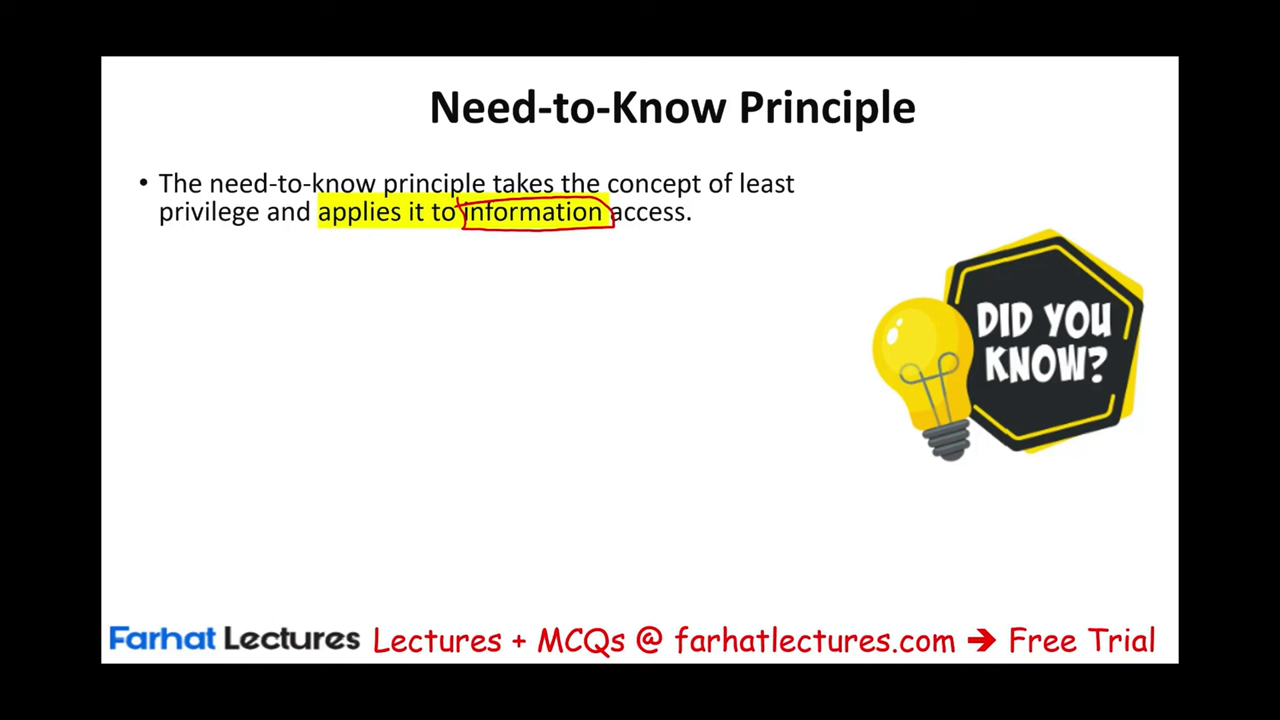 Need-to-Know Principle
• The need-to-know principle takes the concept of least
privilege and applies it to information access.
DID YOU
KNOW?
Farhat Lectures Lectures + MCQs @ farhatlectures.com → Free Trial